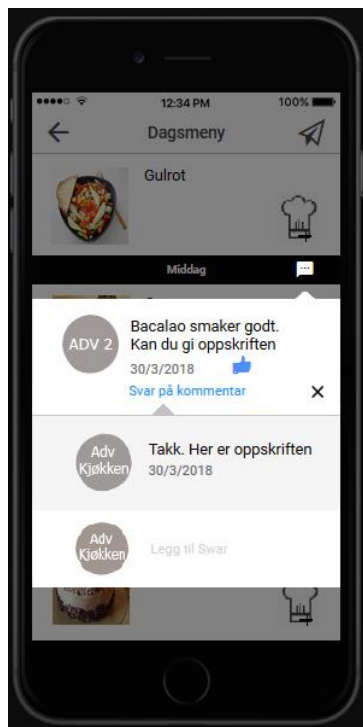 12:34 PM
100%
Dagsmeny
Gulrot
Middag
ADV 2
Bacalao smaker godt.
Kan du gi oppskriften
30/3/2018
Svar på kommentar
Adv
Kjøkken
Takk. Her er oppskriften
30/3/2018
Adv
Kjøkken
Legg til Swar